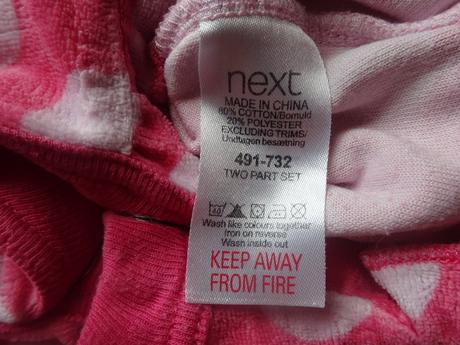 next
MADE IN CHINA
80% COTTON/Bomuld
20% POLYESTER
EXCLUDING TRIMS/
Undtagen besætning
491-732
TWO PART SET
40
Wash like colours together
Iron on reverse
Wash inside out
KEEP AWAY
FROM FIRE